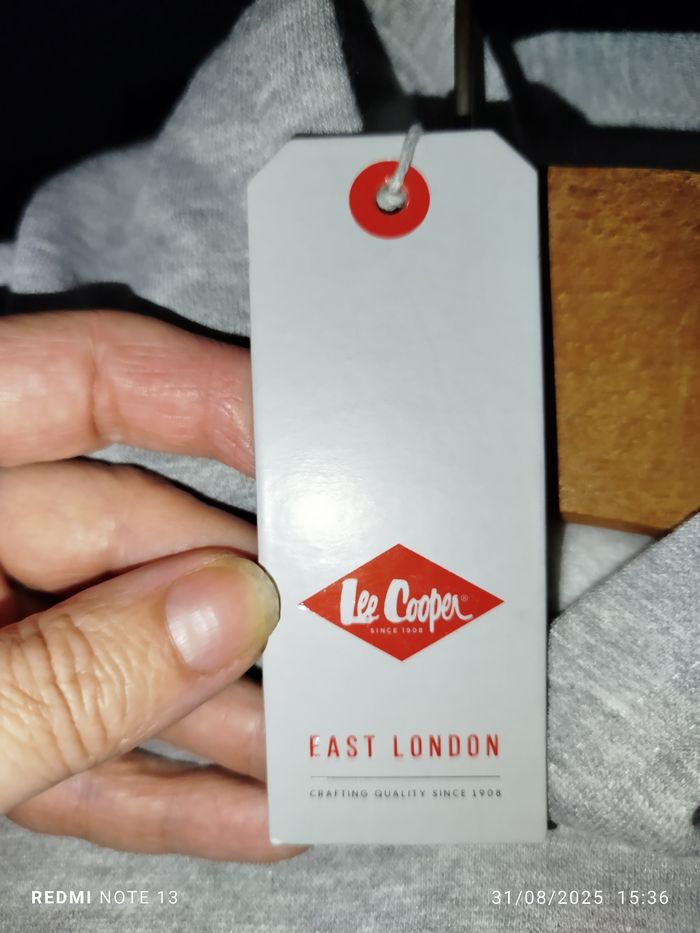 Lee Cooper®
SINCE 1908
EAST LONDON
CRAFTING QUALITY SINCE 1908
REDMI NOTE 13
31/08/2025 15:36